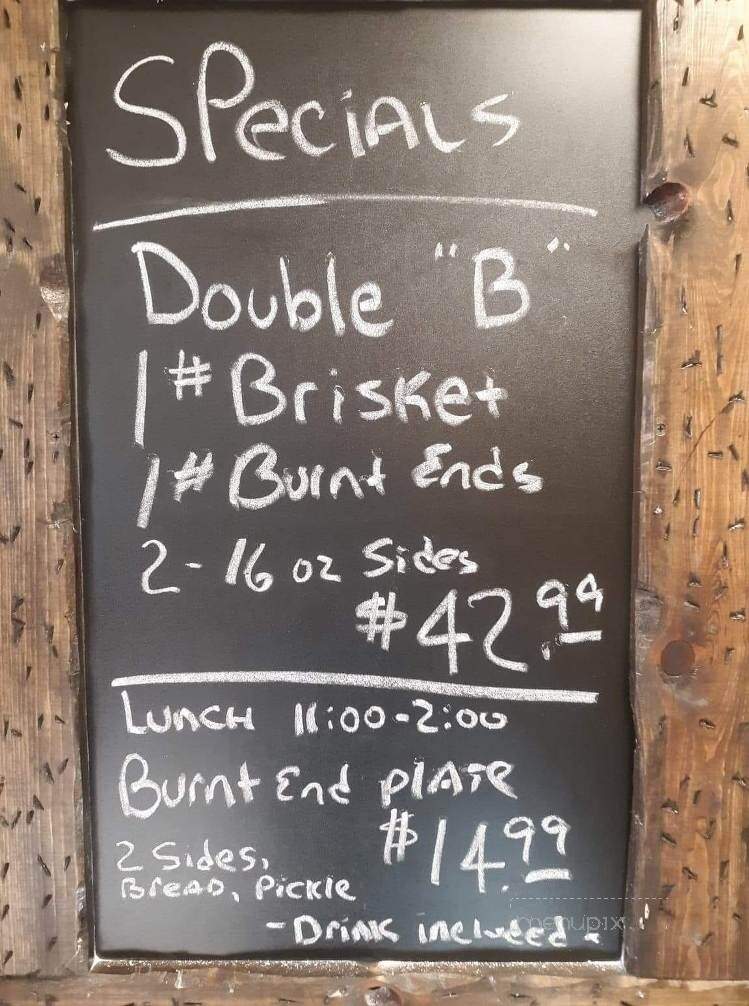 Specials
Double "B"
1# Brisket
1# Burnt Ends
2 - 16 oz Sides
$42.99
Lunch 11:00-2:00
Burnt End Plate
$14.99
2 Sides,
Bread, Pickle
- Drink included -
menupix